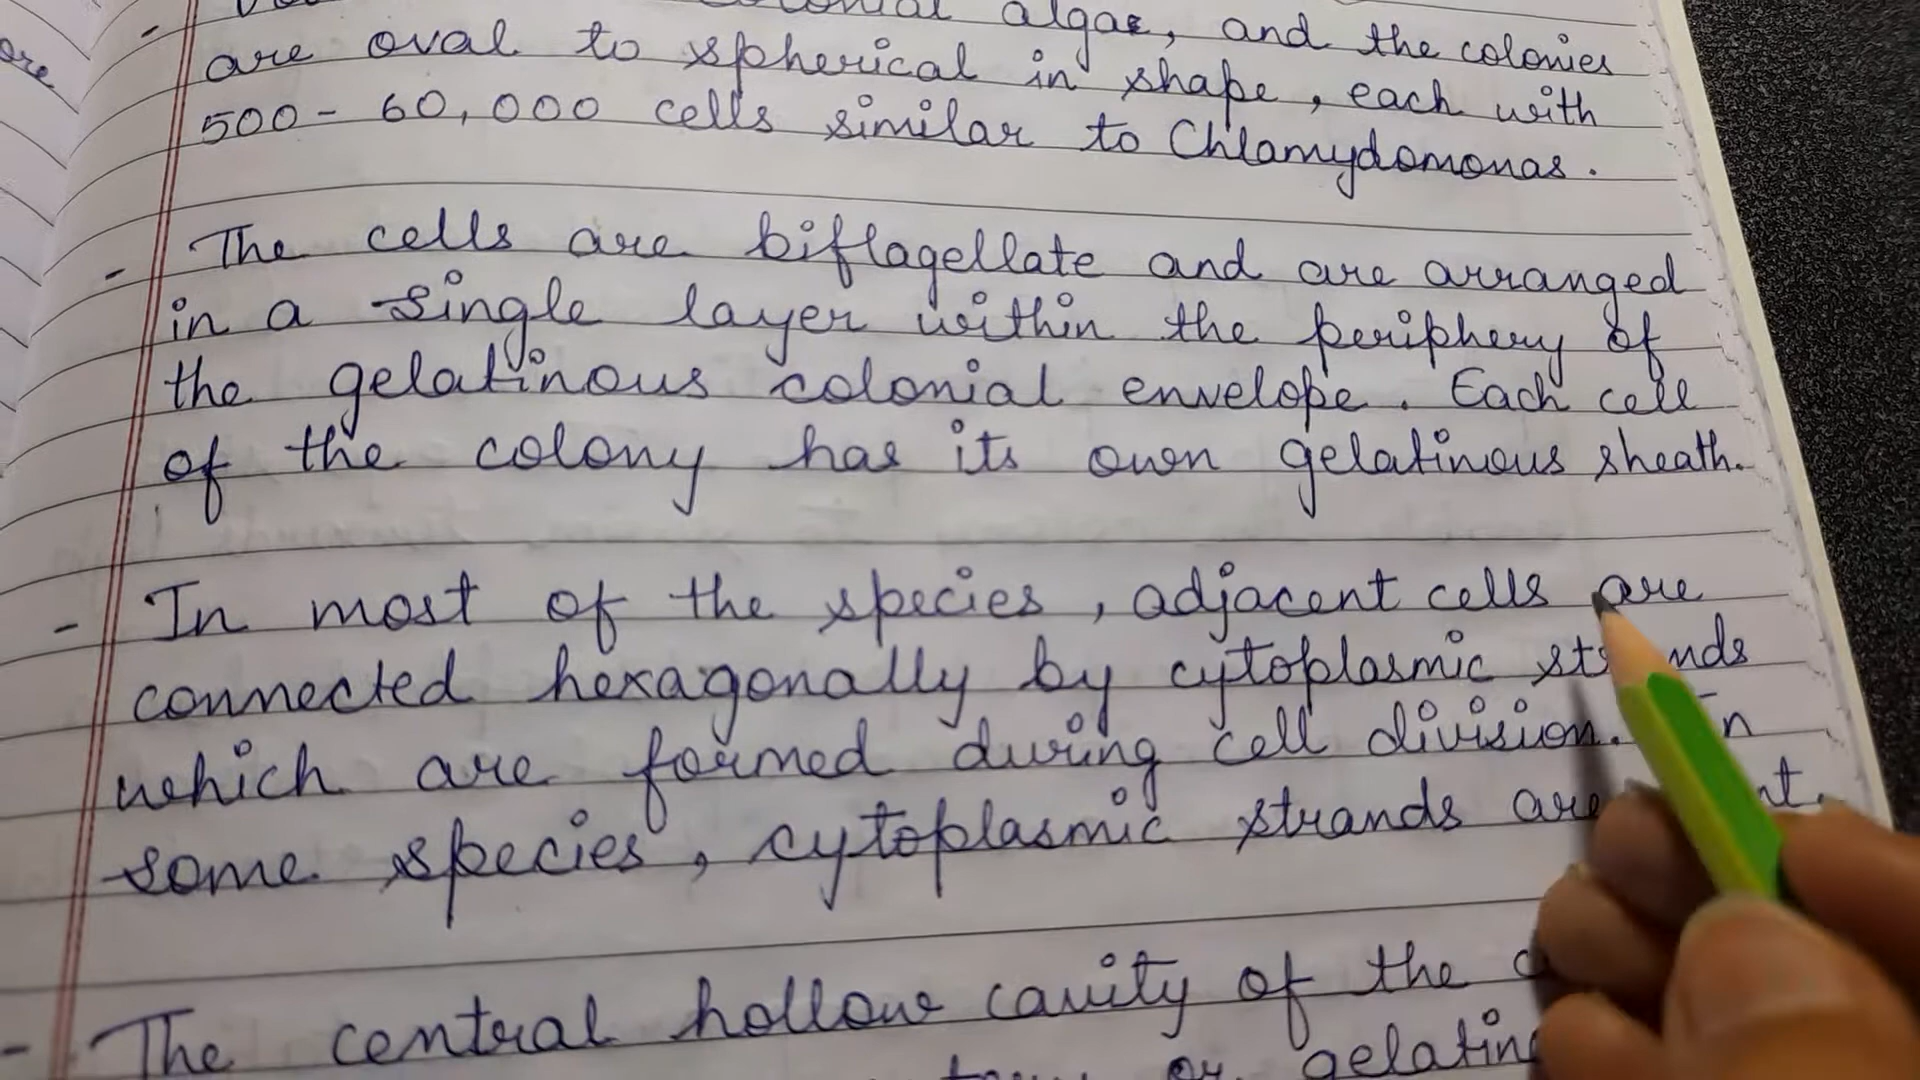 algae, and the colonies
are oval to spherical in shape, each with
500 - 60,000 cells similar to Chlamydomonas.
- The cells are biflagellate and are arranged
in a single layer within the periphery of
the gelatinous colonial envelope. Each cell
of the colony has its own gelatinous sheath.
- In most of the species, adjacent cells are
connected hexagonally by cytoplasmic
which are formed during cell division.
some species, cytoplasmic strands are
- The central hollow cavity of the
or